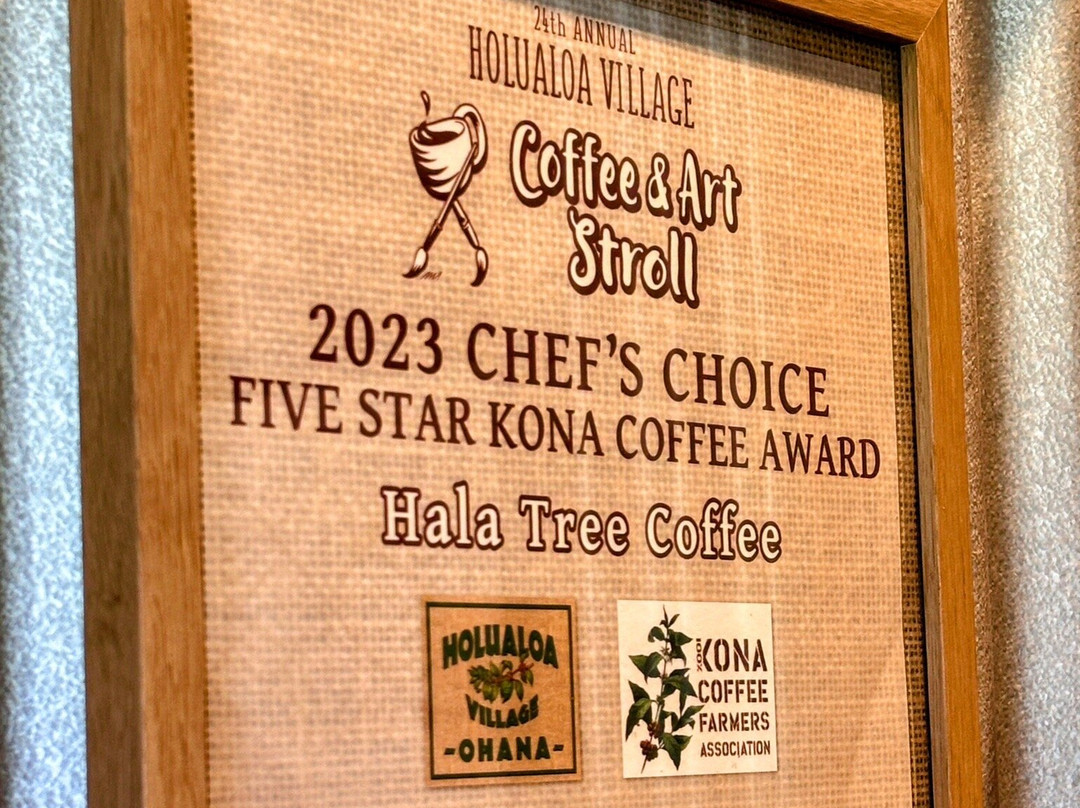 24th ANNUAL
HOLUALOA VILLAGE
Coffee & Art
Stroll
2023 CHEF'S CHOICE
FIVE STAR KONA COFFEE AWARD
Hala Tree Coffee
HOLUALOA
VILLAGE
-OHANA-
100% KONA
COFFEE
FARMERS
ASSOCIATION